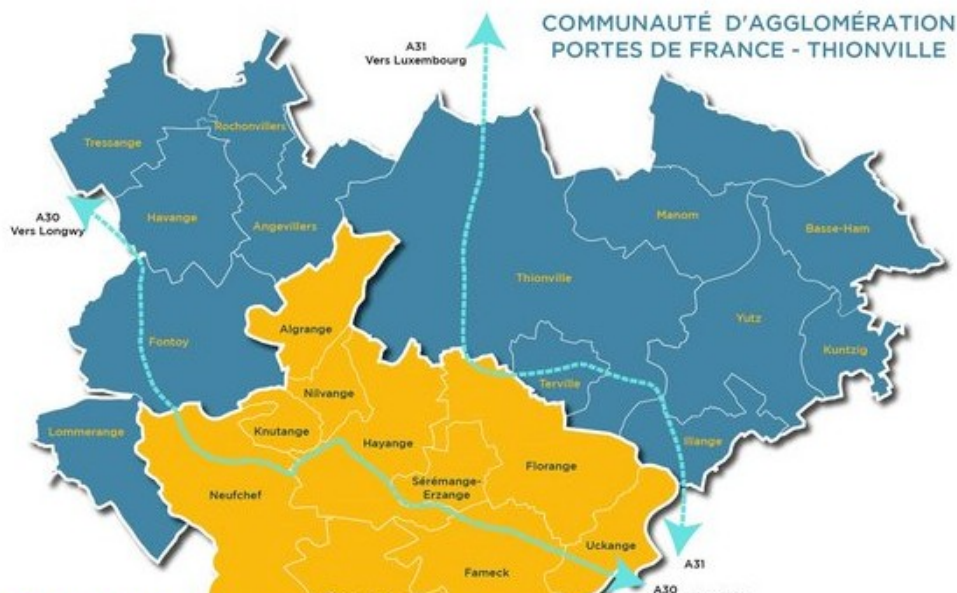 COMMUNAUTÉ D'AGGLOMÉRATION
PORTES DE FRANCE - THIONVILLE
A31
Vers Luxembourg
Rochonvillers
Tressange
A30
Vers Longwy
Havange
Angevillers
Manom
Basse-Ham
Thionville
Algrange
Yutz
Fontoy
Kuntzig
Terville
Nilvange
Lommerange
Knutange
Hayange
Illange
Florange
Neufchef
Sérémange-
Erzange
Uckange
Fameck
A31
A30